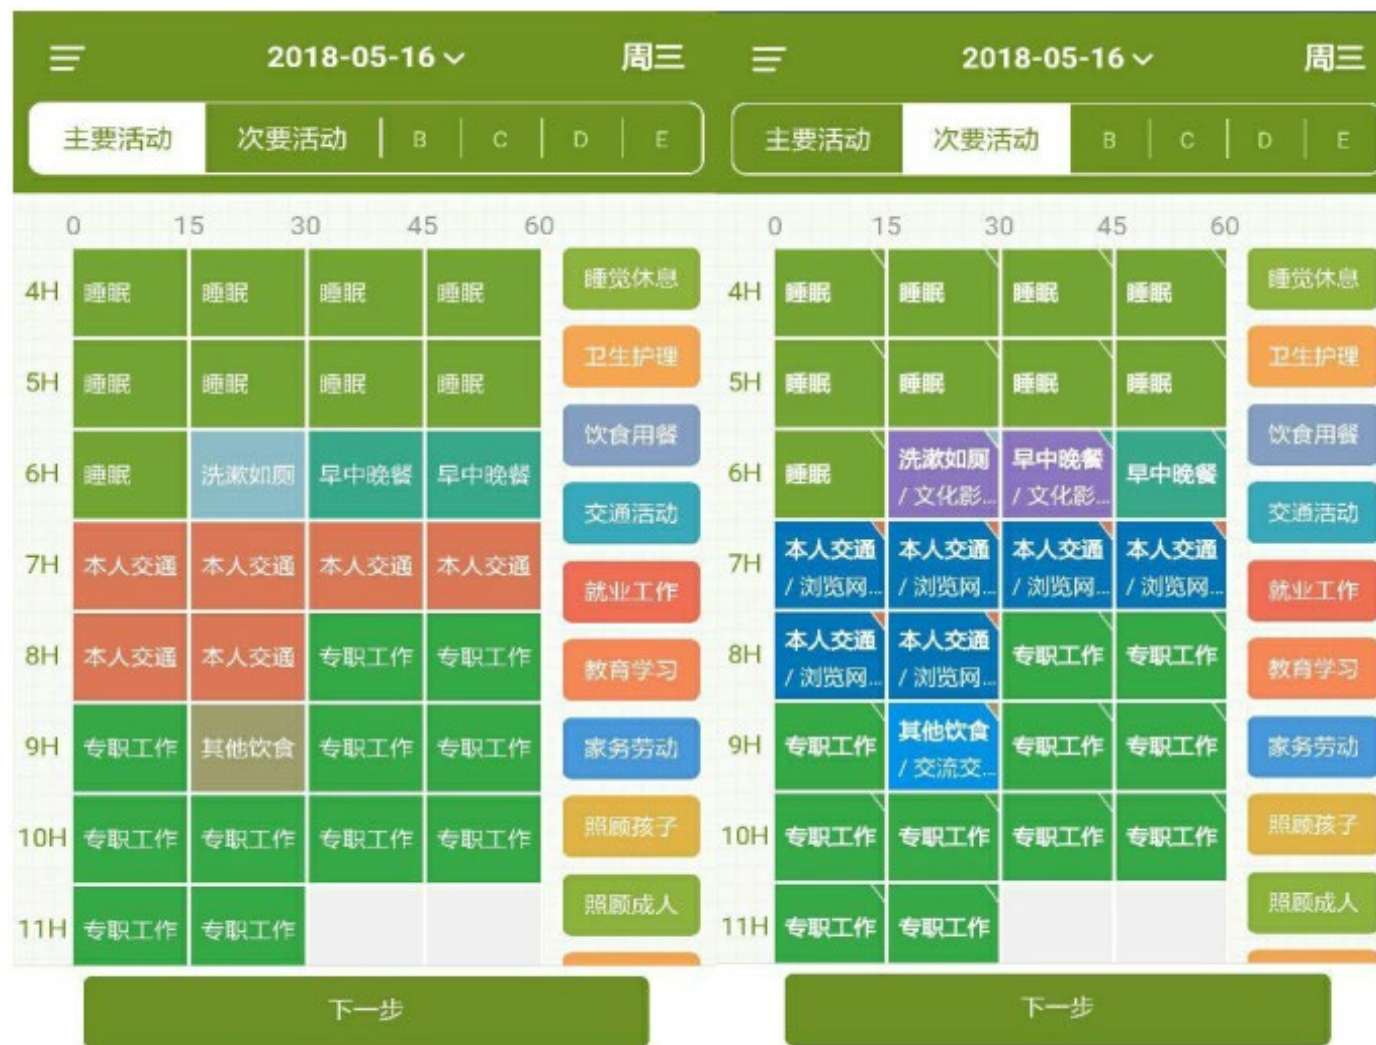 2018-05-16 周三
主要活动 次要活动 B C D E
0 15 30 45 60
4H 睡眠 睡眠 睡眠 睡眠 睡觉休息
卫生护理
5H 睡眠 睡眠 睡眠 睡眠
饮食用餐
6H 睡眠 洗漱如厕 早中晚餐 早中晚餐
交通活动
7H 本人交通 本人交通 本人交通 本人交通
就业工作
8H 本人交通 本人交通 专职工作 专职工作
教育学习
9H 专职工作 其他饮食 专职工作 专职工作 家务劳动
10H 专职工作 专职工作 专职工作 专职工作 照顾孩子
11H 专职工作 专职工作 照顾成人
下一步
2018-05-16 周三
主要活动 次要活动 B C D E
0 15 30 45 60
4H 睡眠 睡眠 睡眠 睡眠 睡觉休息
卫生护理
5H 睡眠 睡眠 睡眠 睡眠
饮食用餐
6H 睡眠 洗漱如厕 早中晚餐 早中晚餐
/ 文化影... / 文化影...
交通活动
7H 本人交通 本人交通 本人交通 本人交通
/ 浏览网... / 浏览网... / 浏览网... / 浏览网...
就业工作
8H 本人交通 本人交通 专职工作 专职工作
/ 浏览网... / 浏览网...
教育学习
9H 专职工作 其他饮食 专职工作 专职工作 家务劳动
/ 交流交...
10H 专职工作 专职工作 专职工作 专职工作 照顾孩子
11H 专职工作 专职工作 照顾成人
下一步